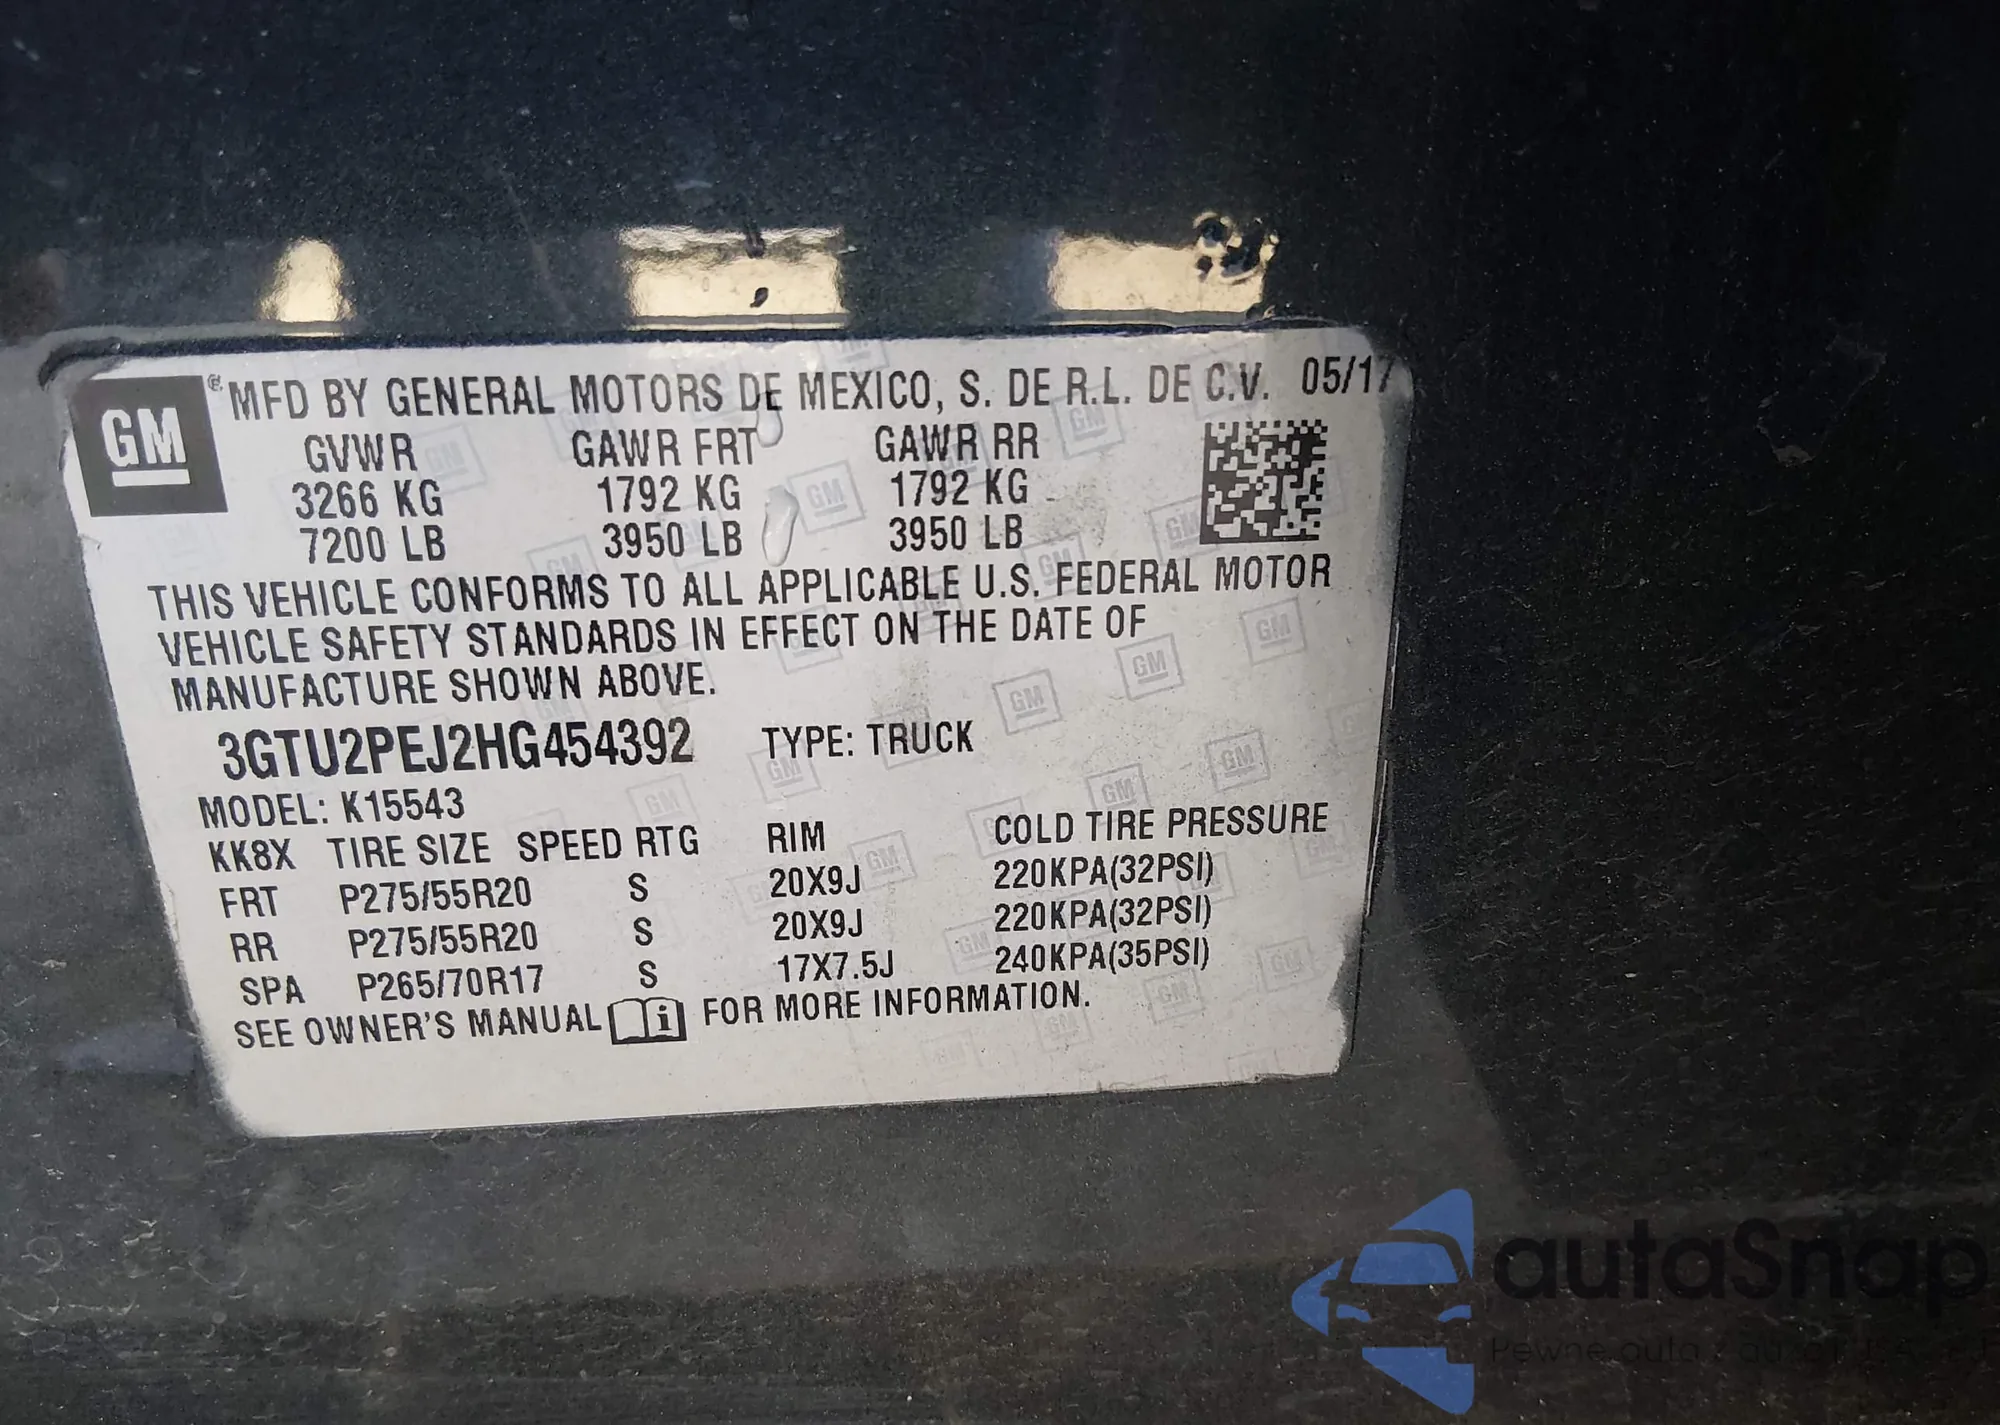 GM ® MFD BY GENERAL MOTORS DE MEXICO, S. DE R.L. DE C.V. 05/17
GVWR GAWR FRT GAWR RR
3266 KG 1792 KG 1792 KG
7200 LB 3950 LB 3950 LB
THIS VEHICLE CONFORMS TO ALL APPLICABLE U.S. FEDERAL MOTOR
VEHICLE SAFETY STANDARDS IN EFFECT ON THE DATE OF
MANUFACTURE SHOWN ABOVE.
3GTU2PEJ2HG454392 TYPE: TRUCK
MODEL: K15543
KK8X TIRE SIZE SPEED RTG RIM COLD TIRE PRESSURE
FRT P275/55R20 S 20X9J 220KPA(32PSI)
RR P275/55R20 S 20X9J 220KPA(32PSI)
SPA P265/70R17 S 17X7.5J 240KPA(35PSI)
SEE OWNER'S MANUAL i FOR MORE INFORMATION.
autaSnap
Pewne auta z